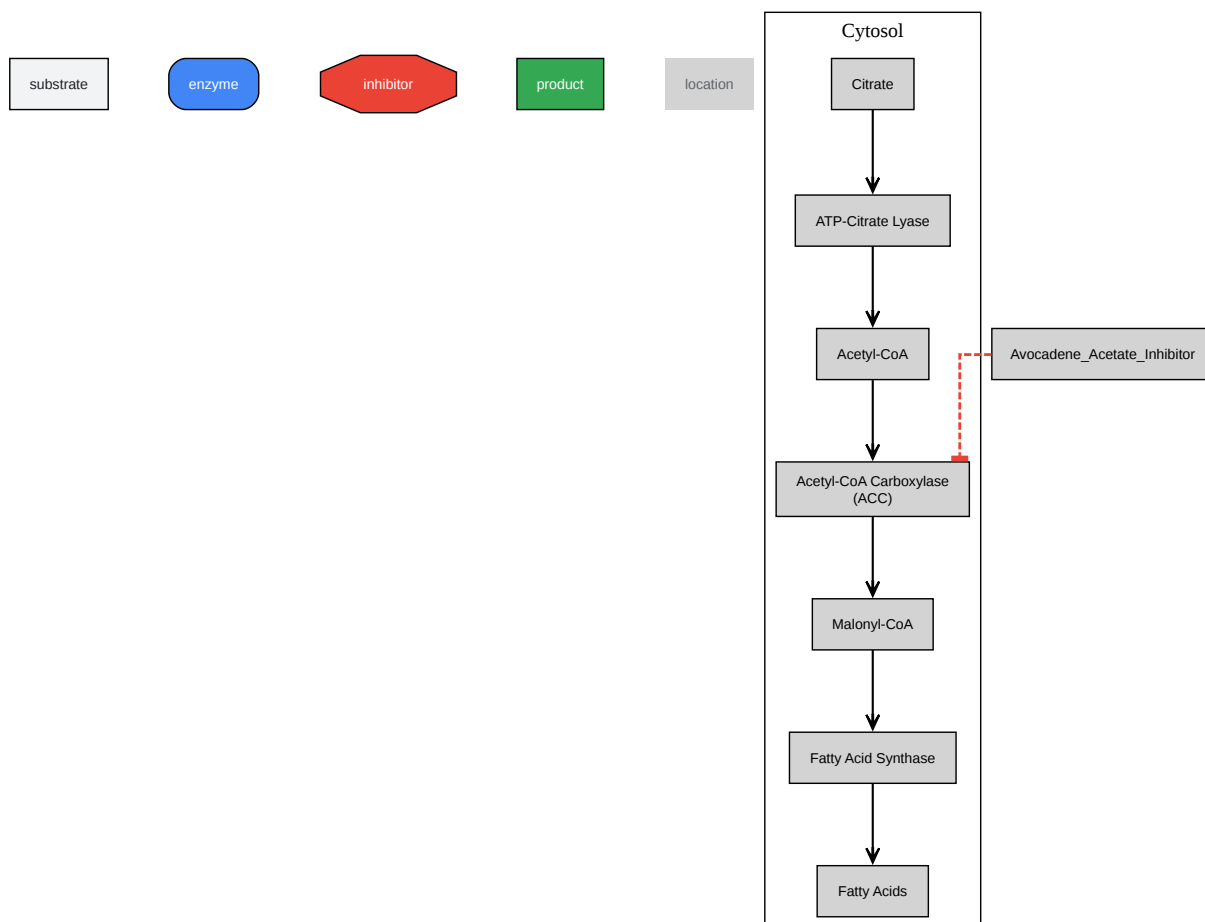 Cytosol
substrate
enzyme
inhibitor
product
location
Citrate
ATP-Citrate Lyase
Acetyl-CoA
Avocadene_Acetate_Inhibitor
Acetyl-CoA Carboxylase
(ACC)
Malonyl-CoA
Fatty Acid Synthase
Fatty Acids